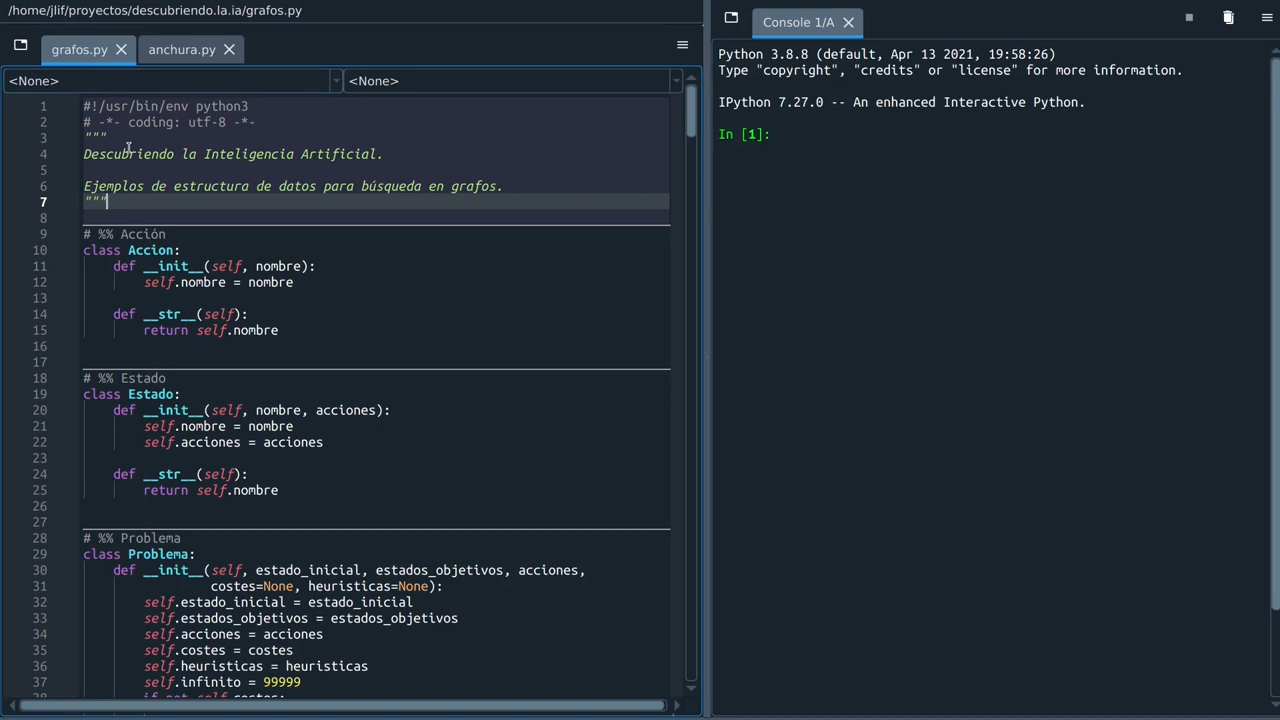 /home/jlif/proyectos/descubriendo.la.ia/grafos.py
grafos.py
anchura.py
<None>
<None>
1 #!/usr/bin/env python3
2 # -*- coding: utf-8 -*-
3 """
4 Descubriendo la Inteligencia Artificial.
5
6 Ejemplos de estructura de datos para búsqueda en grafos.
7 """
8
9 # %% Acción
10 class Accion:
11     def __init__(self, nombre):
12         self.nombre = nombre
13
14     def __str__(self):
15         return self.nombre
16
17
18 # %% Estado
19 class Estado:
20     def __init__(self, nombre, acciones):
21         self.nombre = nombre
22         self.acciones = acciones
23
24     def __str__(self):
25         return self.nombre
26
27
28 # %% Problema
29 class Problema:
30     def __init__(self, estado_inicial, estados_objetivos, acciones,
31                  costes=None, heuristicas=None):
32         self.estado_inicial = estado_inicial
33         self.estados_objetivos = estados_objetivos
34         self.acciones = acciones
35         self.costes = costes
36         self.heuristicas = heuristicas
37         self.infinito = 99999
38         if not self.costes:
Console 1/A
Python 3.8.8 (default, Apr 13 2021, 19:58:26)
Type "copyright", "credits" or "license" for more information.
IPython 7.27.0 -- An enhanced Interactive Python.
In [1]: